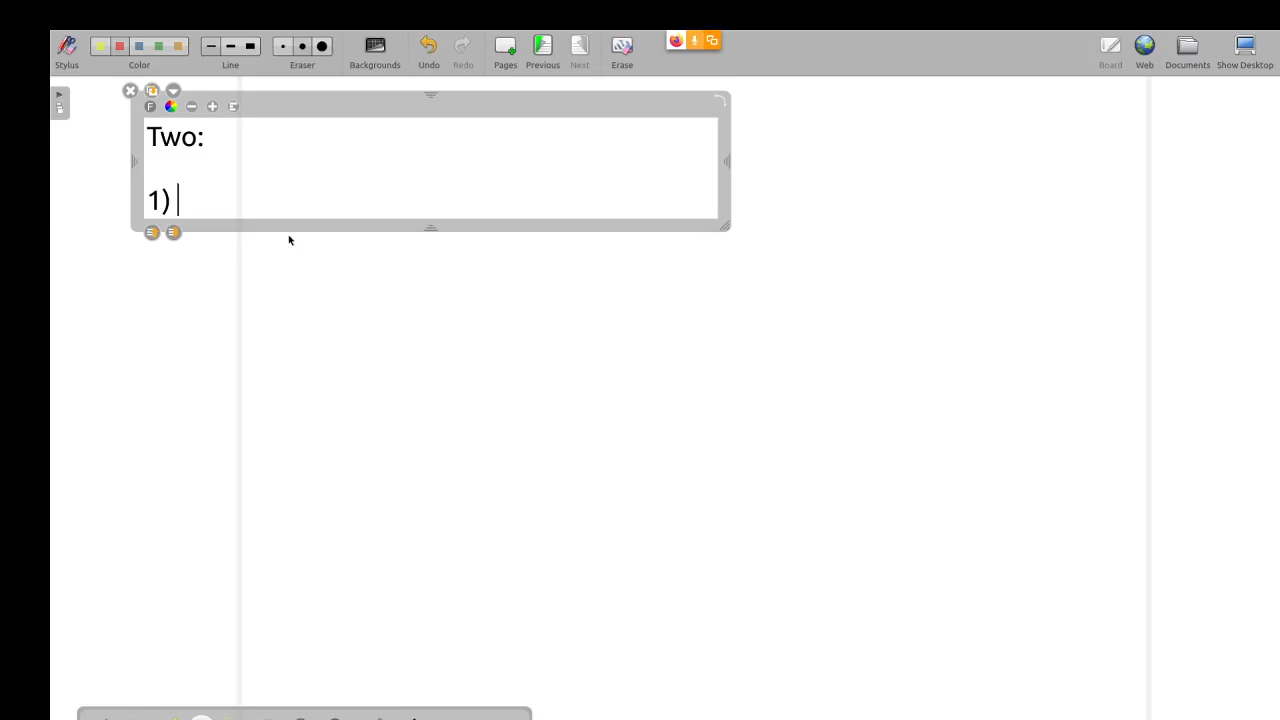 Stylus
Color
Line
Eraser
Backgrounds
Undo
Redo
Pages
Previous
Next
Erase
Board
Web
Documents
Show Desktop
F
Two:
1)